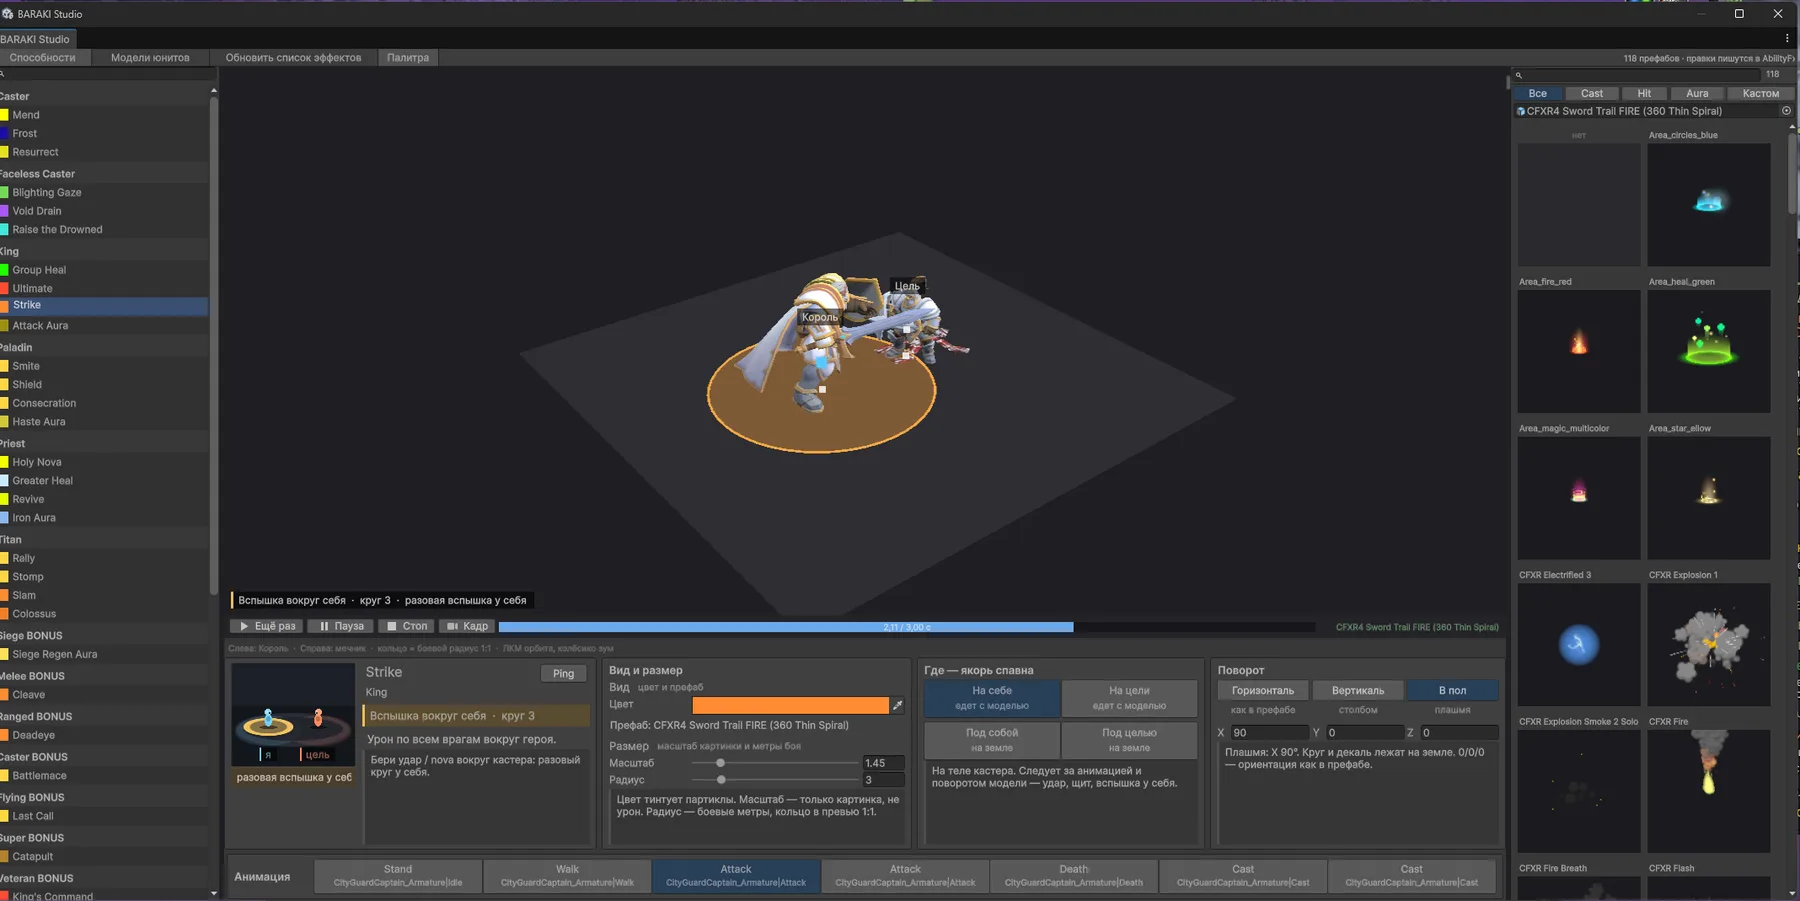 BARAKI Studio
BARAKI Studio
Способности
Модели юнитов
Обновить список эффектов
Палитра
118 префабов · правки пишутся в AbilityF
118
Все
Cast
Hit
Aura
Кастом
CFXR4 Sword Trail FIRE (360 Thin Spiral)
Caster
Mend
Frost
Resurrect
Faceless Caster
Blighting Gaze
Void Drain
Raise the Drowned
King
Group Heal
Ultimate
Strike
Attack Aura
Paladin
Smite
Shield
Consecration
Haste Aura
Priest
Holy Nova
Greater Heal
Revive
Iron Aura
Titan
Rally
Stomp
Slam
Colossus
Siege BONUS
Siege Regen Aura
Melee BONUS
Cleave
Ranged BONUS
Deadeye
Caster BONUS
Battlemace
Flying BONUS
Last Call
Super BONUS
Catapult
Veteran BONUS
King's Command
Цель
Король
Вспышка вокруг себя · круг 3 · разовая вспышка у себя
Ещё раз
Пауза
Стоп
Кадр
2,11 / 3,00 с
CFXR4 Sword Trail FIRE (360 Thin Spiral)
Слева: Король · Справа: мечник · кольцо = боевой радиус 1:1 · ЛКМ орбита, колёсико зум
я
цель
разовая вспышка у себ
Strike
Ping
King
Вспышка вокруг себя · круг 3
Урон по всем врагам вокруг героя.
Бери удар / nova вокруг кастера: разовый
круг у себя.
Вид и размер
Вид цвет и префаб
Цвет
Префаб: CFXR4 Sword Trail FIRE (360 Thin Spiral)
Размер масштаб картинки и метры боя
Масштаб
1.45
Радиус
3
Цвет тинтует партиклы. Масштаб — только картинка, не
урон. Радиус — боевые метры, кольцо в превью 1:1.
Где — якорь спавна
На себе
едет с моделью
На цели
едет с моделью
Под собой
на земле
Под целью
на земле
На теле кастера. Следует за анимацией и
поворотом модели — удар, щит, вспышка у себя.
Поворот
Горизонталь
Вертикаль
В пол
как в префабе
столбом
плашмя
X 90
Y 0
Z 0
Плашмя: X 90°. Круг и декаль лежат на земле. 0/0/0
— ориентация как в префабе.
Анимация
Stand
CityGuardCaptain_Armature|Idle
Walk
CityGuardCaptain_Armature|Walk
Attack
CityGuardCaptain_Armature|Attack
Attack
CityGuardCaptain_Armature|Attack
Death
CityGuardCaptain_Armature|Death
Cast
CityGuardCaptain_Armature|Cast
Cast
CityGuardCaptain_Armature|Cast
нет
Area_circles_blue
Area_fire_red
Area_heal_green
Area_magic_multicolor
Area_star_ellow
CFXR Electrified 3
CFXR Explosion 1
CFXR Explosion Smoke 2 Solo
CFXR Fire
CFXR Fire Breath
CFXR Flash